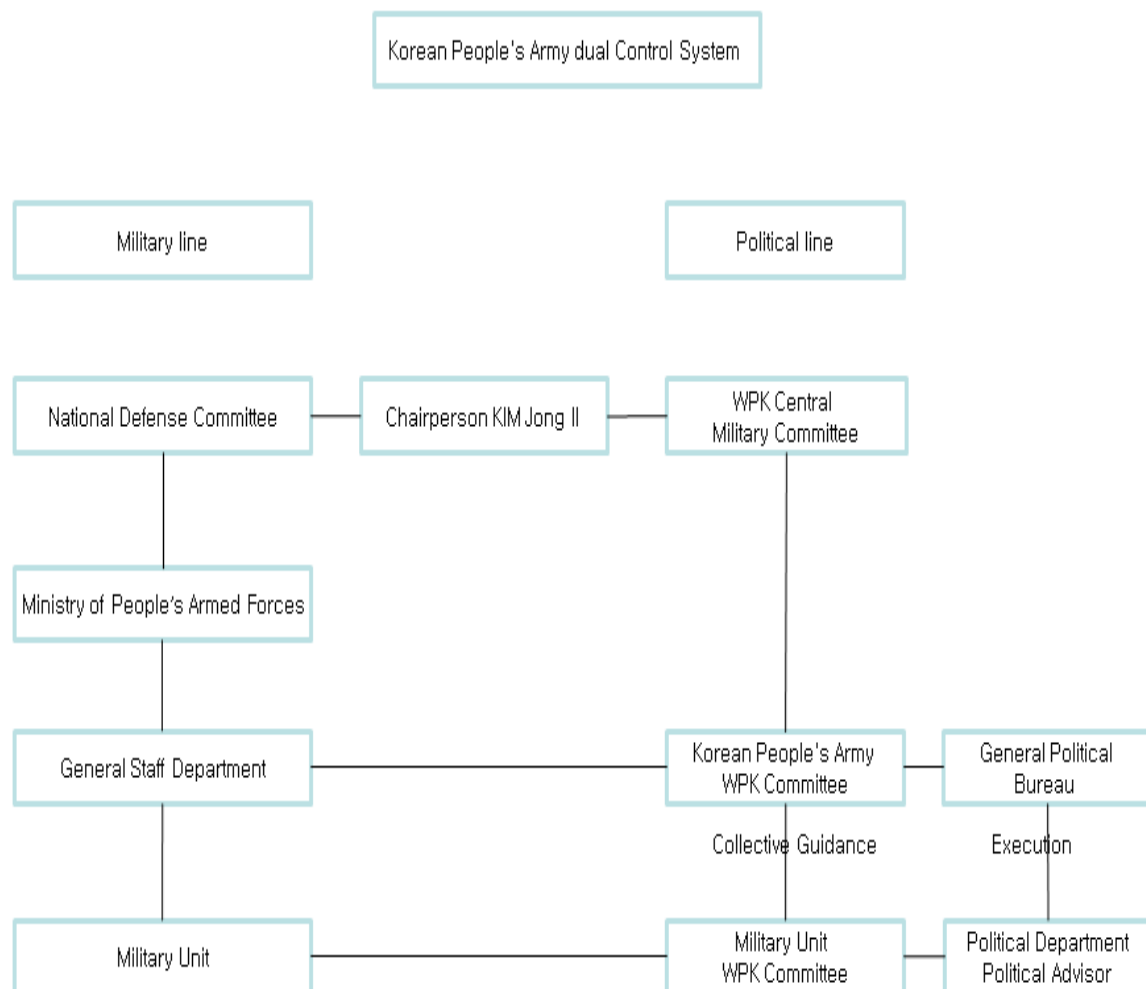 Korean People's Army dual Control System
Military line
Political line
National Defense Committee
Chairperson KIM Jong Il
WPK Central
Military Committee
Ministry of People's Armed Forces
General Staff Department
Korean People's Army
WPK Committee
General Political
Bureau
Collective Guidance
Execution
Military Unit
Military Unit
WPK Committee
Political Department
Political Advisor